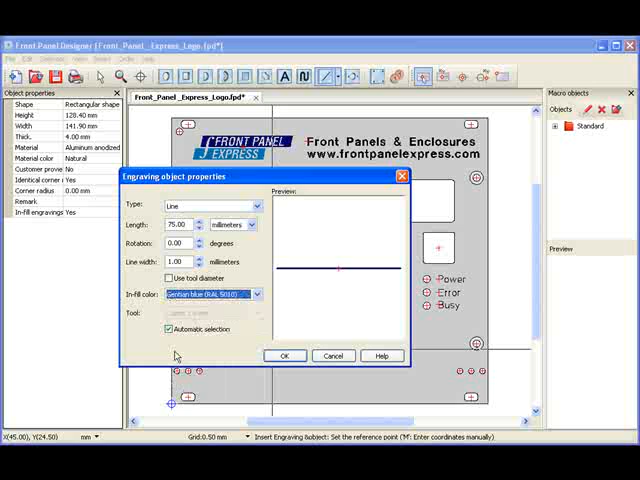 Front Panel Designer [Front_Panel_Express_Logo.fpd*]
Object properties
Shape Rectangular shape
Height 128.40 mm
Width 141.90 mm
Thick. 4.00 mm
Material Aluminum anodized
Material color Natural
Customer prove No
Identical corner r Yes
Corner radius 0.00 mm
Remark
In-fill engravings Yes
Front_Panel_Express_Logo.fpd*
FRONT PANEL
EXPRESS
Front Panels & Enclosures
www.frontpanelexpress.com
Power
Error
Busy
Macro objects
Objects
Standard
Preview
Engraving object properties
Type: Line
Length: 75.00 millimeters
Rotation: 0.00 degrees
Line width: 1.00 millimeters
Use tool diameter
In-fill color: Gentian blue (RAL 5010)
Tool:
Automatic selection
Preview:
OK Cancel Help
X(45.00), Y(24.50) mm Grid:0.50 mm Insert Engraving &ubject: Set the reference point ('M': Enter coordinates manually)